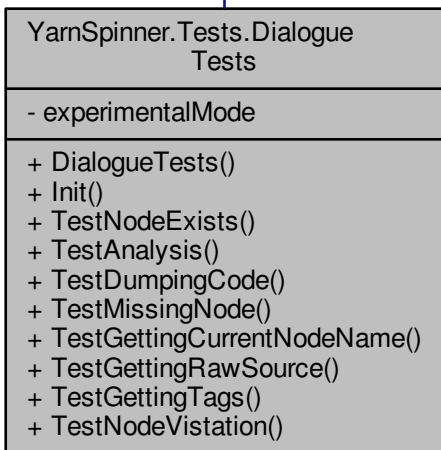 YarnSpinner.Tests.Dialogue
Tests
- experimentalMode
+ DialogueTests()
+ Init()
+ TestNodeExists()
+ TestAnalysis()
+ TestDumpingCode()
+ TestMissingNode()
+ TestGettingCurrentNodeName()
+ TestGettingRawSource()
+ TestGettingTags()
+ TestNodeVistation()